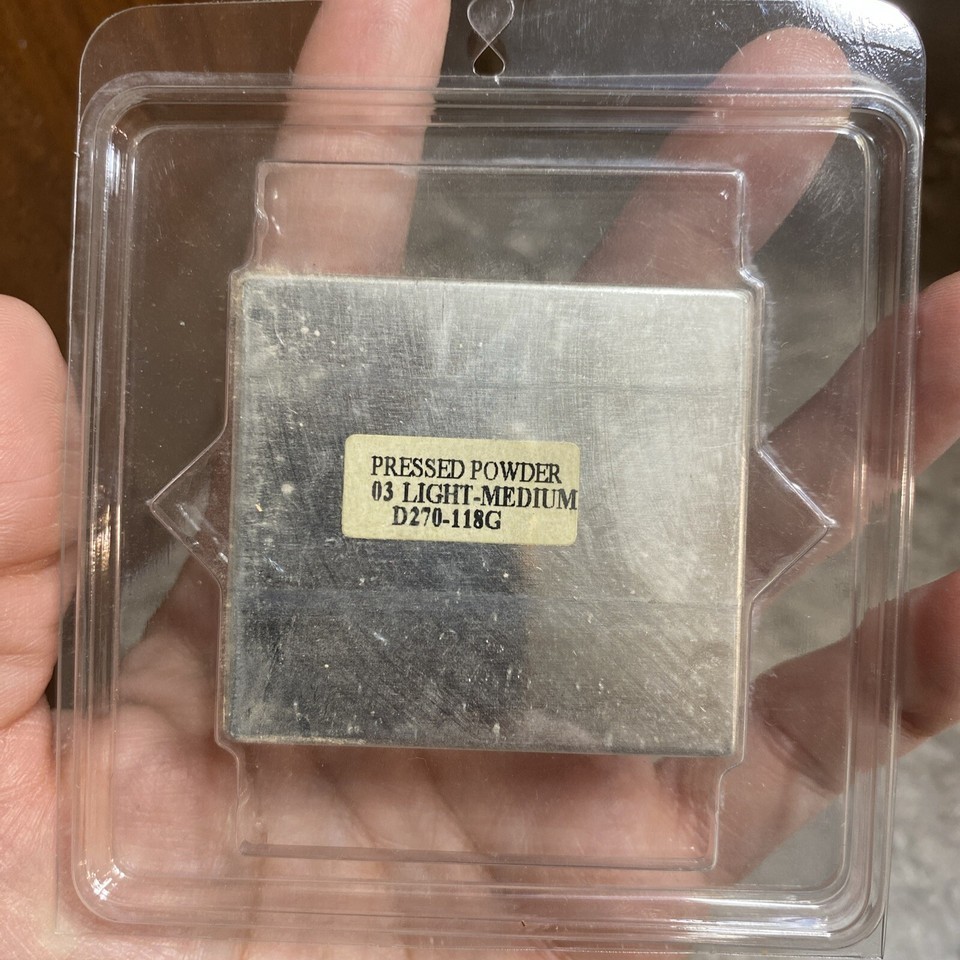 PRESSED POWDER
03 LIGHT-MEDIUM
D270-118G